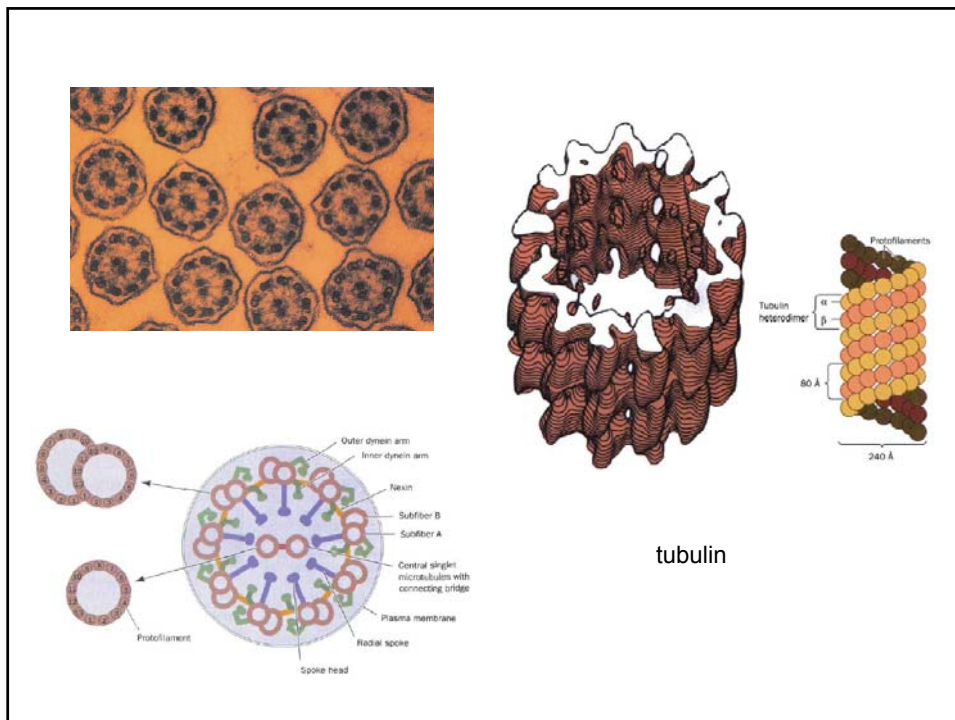 Protofilaments
Tubulin
heterodimer
α
β
80 Å
240 Å
tubulin
Outer dynein arm
Inner dynein arm
Nexin
Subfiber B
Subfiber A
Central singlet
microtubules with
connecting bridge
Plasma membrane
Radial spoke
Spoke head
Protofilament